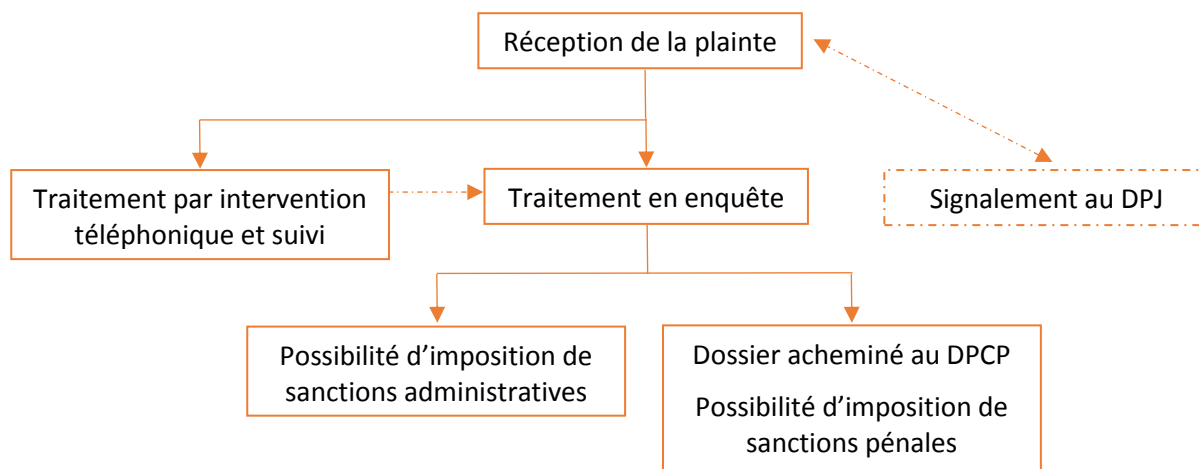 Réception de la plainte
Traitement par intervention
téléphonique et suivi
Traitement en enquête
Signalement au DPJ
Possibilité d’imposition de
sanctions administratives
Dossier acheminé au DPCP
Possibilité d’imposition de
sanctions pénales